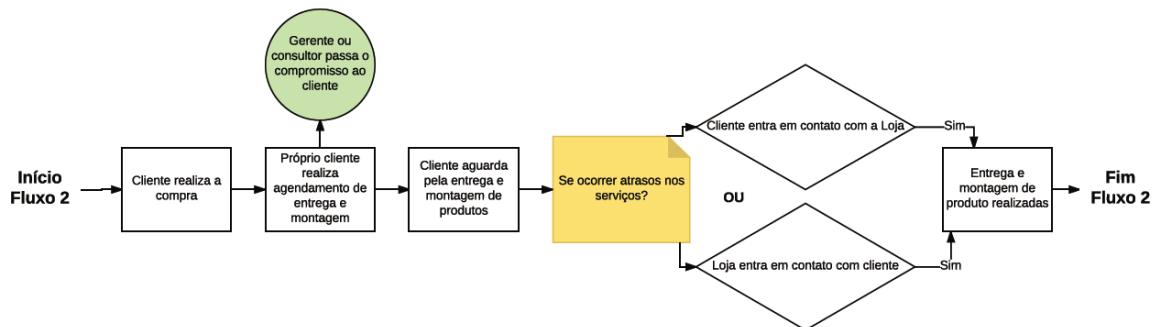 Gerente ou
consultor passa o
compromisso ao
cliente
Início
Fluxo 2
Cliente realiza a
compra
Próprio cliente
realiza
agendamento de
entrega e
montagem
Cliente aguarda
pela entrega e
montagem de
produtos
Se ocorrer atrasos nos
serviços?
Cliente entra em contato com a Loja
Sim
OU
Loja entra em contato com cliente
Sim
Entrega e
montagem de
produto realizadas
Fim
Fluxo 2